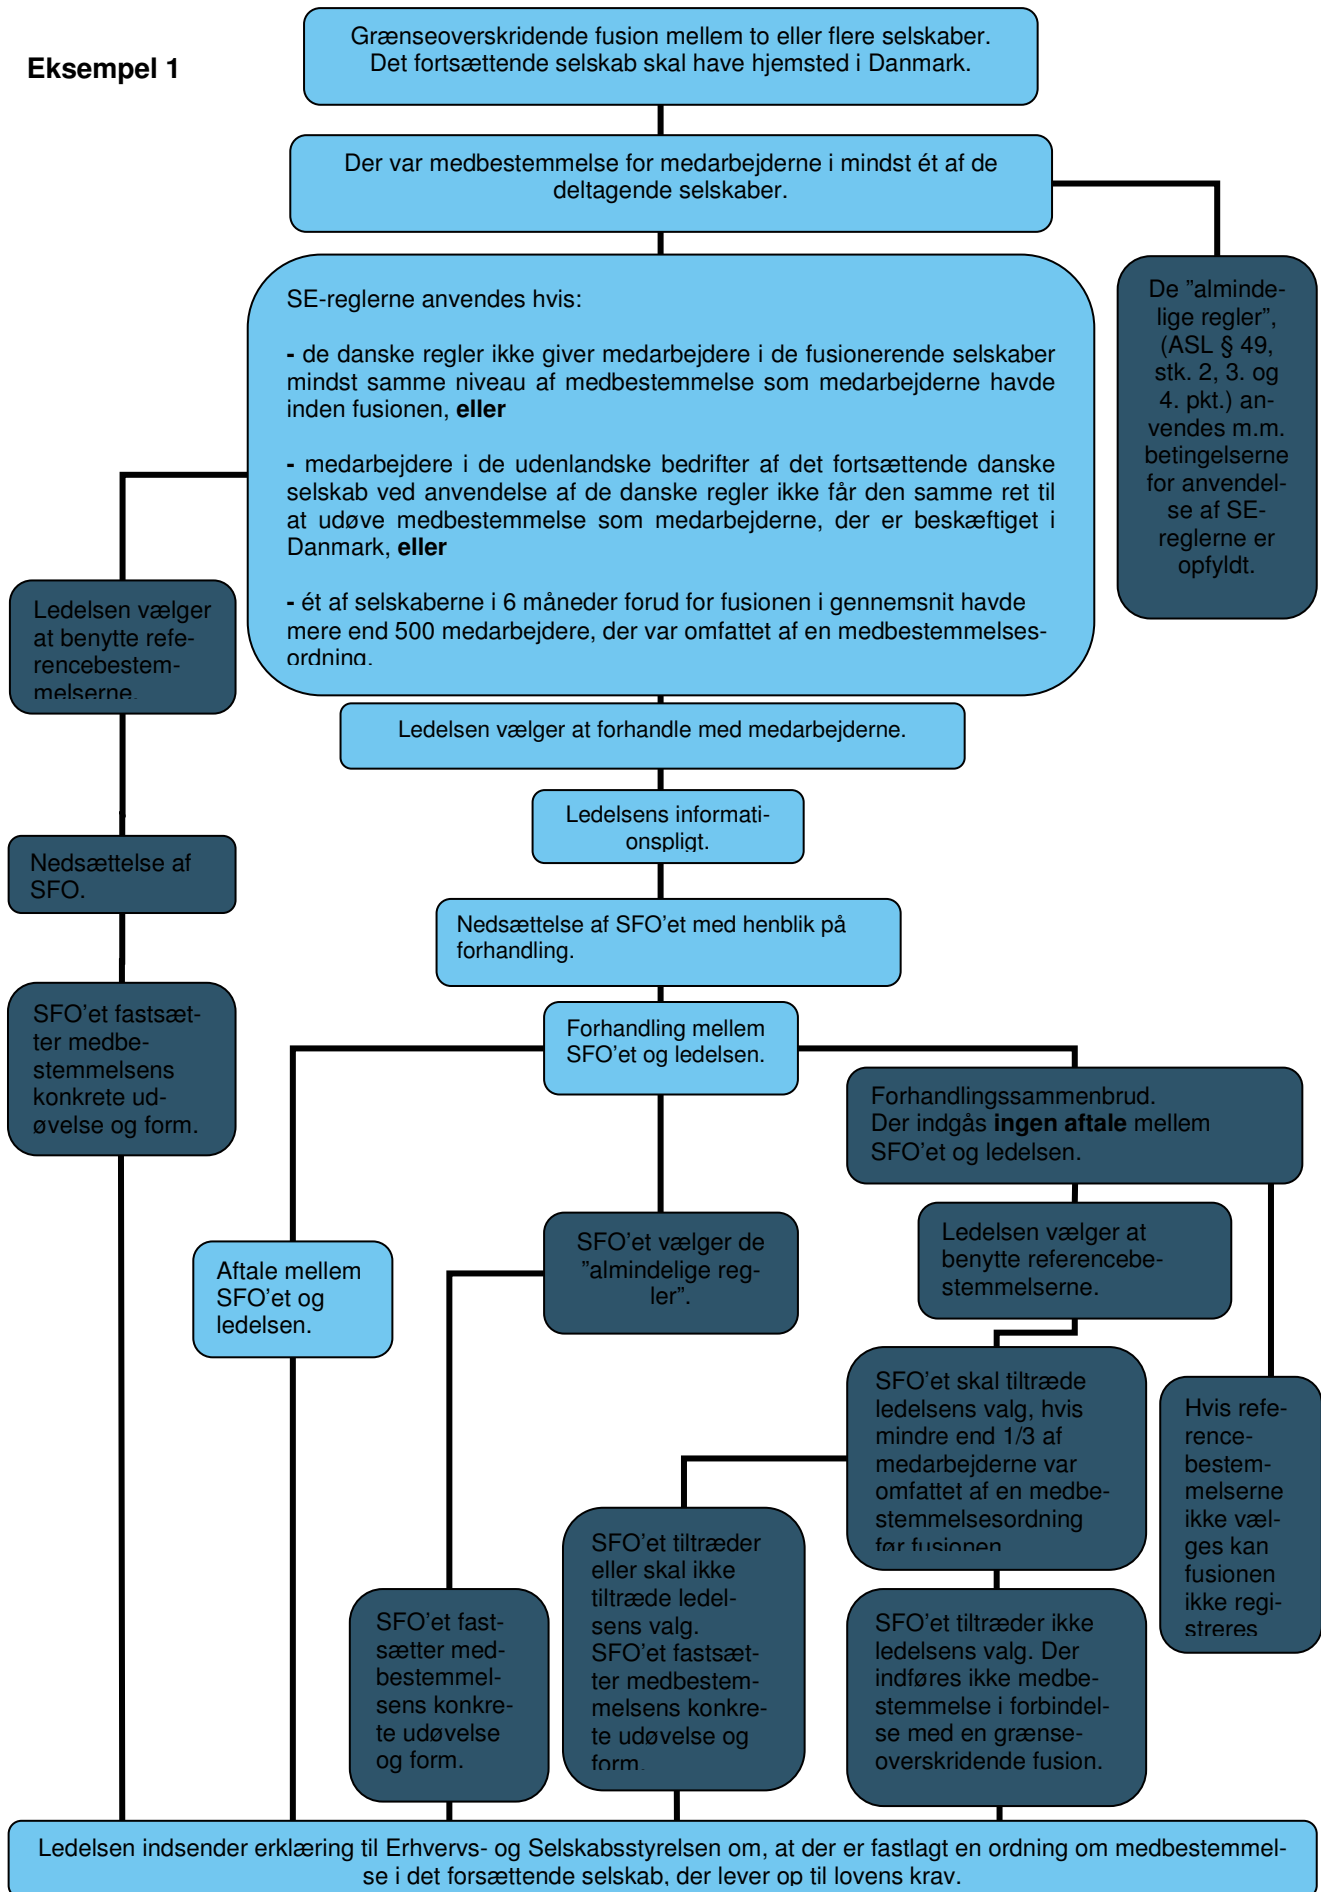 Eksempel 1
Grænseoverskridende fusion mellem to eller flere selskaber.
Det fortsættende selskab skal have hjemsted i Danmark.
Der var medbestemmelse for medarbejderne i mindst ét af de
deltagende selskaber.
SE-reglerne anvendes hvis:
- de danske regler ikke giver medarbejdere i de fusionerende selskaber
mindst samme niveau af medbestemmelse som medarbejderne havde
inden fusionen, eller
- medarbejdere i de udenlandske bedrifter af det fortsættende danske
selskab ved anvendelse af de danske regler ikke får den samme ret til
at udøve medbestemmelse som medarbejderne, der er beskæftiget i
Danmark, eller
- ét af selskaberne i 6 måneder forud for fusionen i gennemsnit havde
mere end 500 medarbejdere, der var omfattet af en medbestemmelses-
ordning.
De ”alminde-
lige regler”,
(ASL § 49,
stk. 2, 3. og
4. pkt.) an-
vendes m.m.
betingelserne
for anvendel-
se af SE-
reglerne er
opfyldt.
Ledelsen vælger
at benytte refe-
rencebestem-
melserne.
Ledelsen vælger at forhandle med medarbejderne.
Ledelsens informati-
onspligt.
Nedsættelse af
SFO.
Nedsættelse af SFO’et med henblik på
forhandling.
SFO’et fastsæt-
ter medbe-
stemmelsens
konkrete ud-
øvelse og form.
Forhandling mellem
SFO’et og ledelsen.
Forhandlingssammenbrud.
Der indgås ingen aftale mellem
SFO’et og ledelsen.
Aftale mellem
SFO’et og
ledelsen.
SFO’et vælger de
”almindelige reg-
ler”.
Ledelsen vælger at
benytte referencebe-
stemmelserne.
SFO’et skal tiltræde
ledelsens valg, hvis
mindre end 1/3 af
medarbejderne var
omfattet af en medbe-
stemmelsesordning
før fusionen
Hvis refe-
rence-
bestem-
melserne
ikke væl-
ges kan
fusionen
ikke regi-
streres
SFO’et fast-
sætter med-
bestemmel-
sens konkre-
te udøvelse
og form.
SFO’et tiltræder
eller skal ikke
tiltræde ledel-
sens valg.
SFO’et fastsæt-
ter medbestem-
melsens konkre-
te udøvelse og
form.
SFO’et tiltræder ikke
ledelsens valg. Der
indføres ikke medbe-
stemmelse i forbindel-
se med en grænse-
overskridende fusion.
Ledelsen indsender erklæring til Erhvervs- og Selskabsstyrelsen om, at der er fastlagt en ordning om medbestemmel-
se i det forsættende selskab, der lever op til lovens krav.